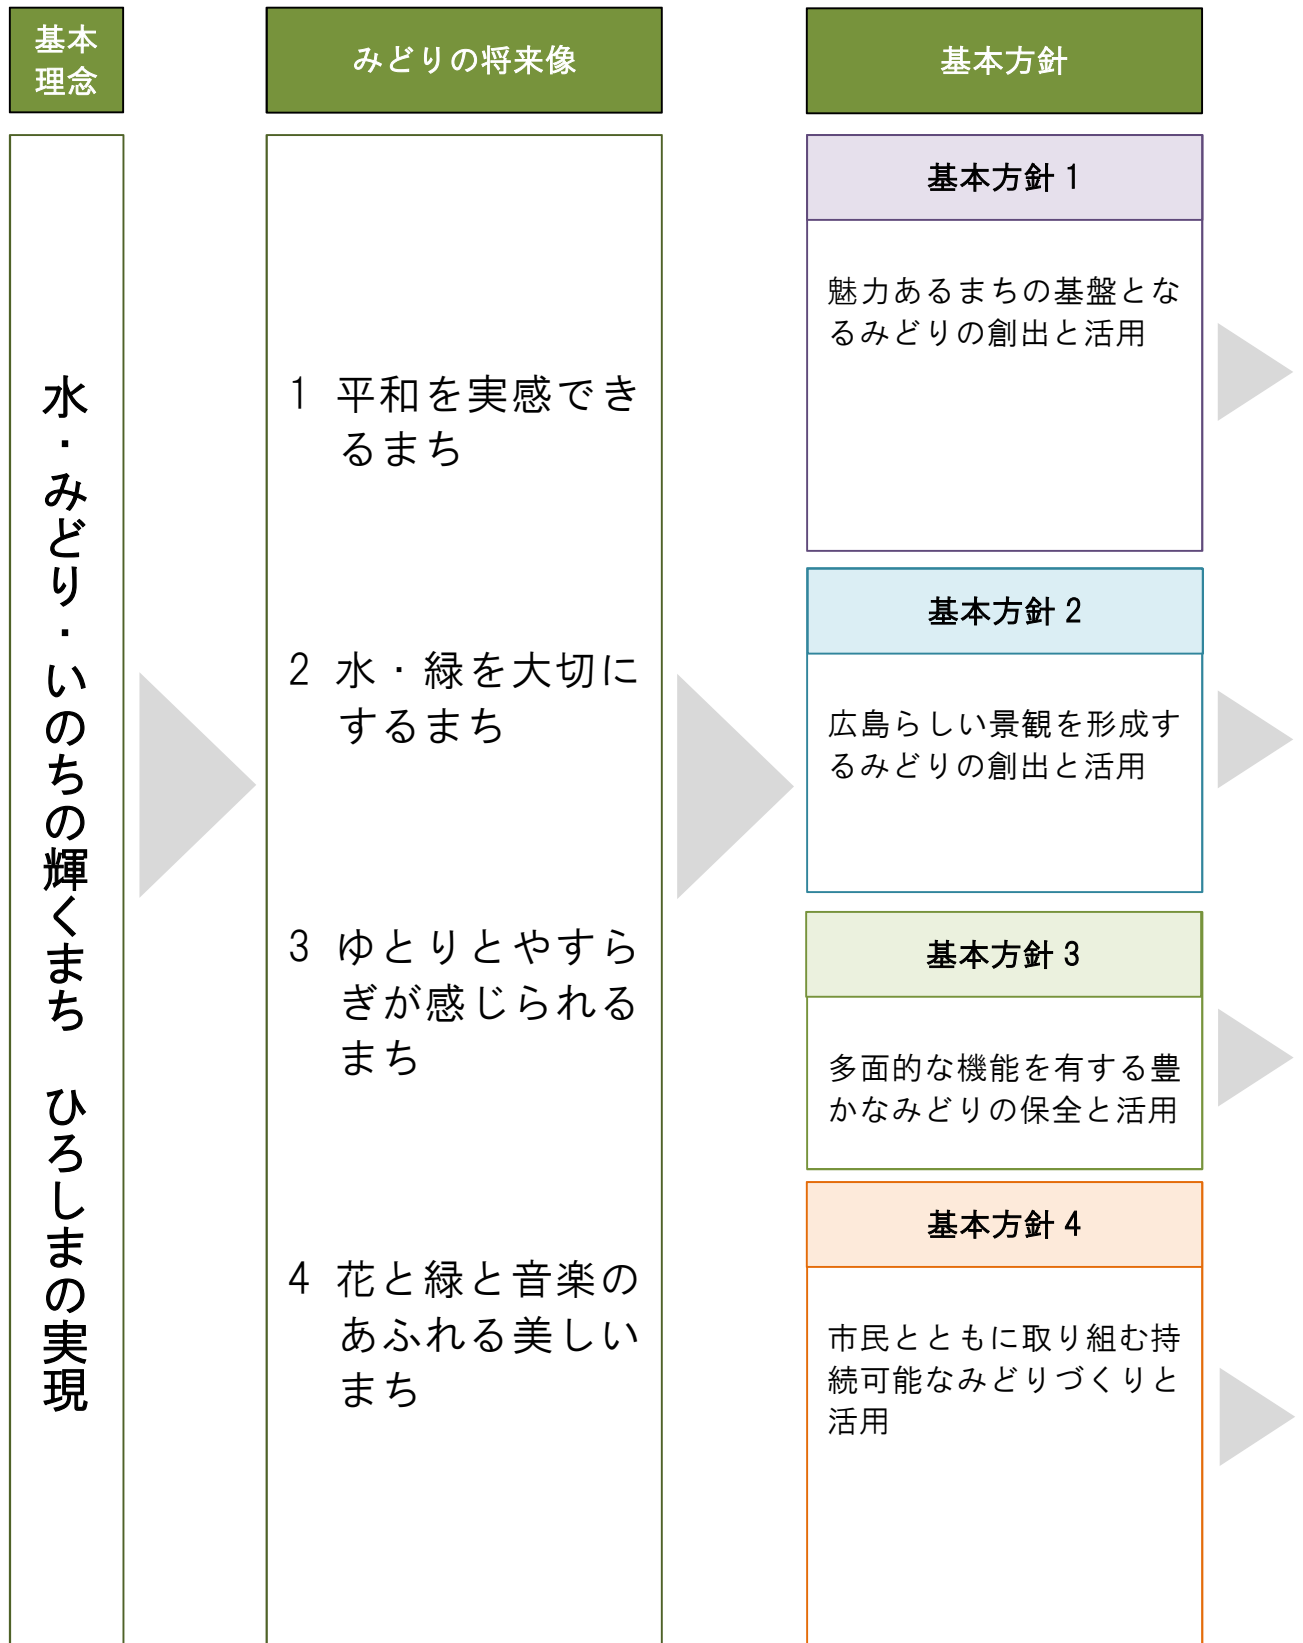 基本
理念
水・みどり・いのちの輝くまち　ひろしまの実現
みどりの将来像
1 平和を実感でき
るまち
2 水・緑を大切に
するまち
3 ゆとりとやすら
ぎが感じられる
まち
4 花と緑と音楽の
あふれる美しい
まち
基本方針
基本方針 1
魅力あるまちの基盤とな
るみどりの創出と活用
基本方針 2
広島らしい景観を形成す
るみどりの創出と活用
基本方針 3
多面的な機能を有する豊
かなみどりの保全と活用
基本方針 4
市民とともに取り組む持
続可能なみどりづくりと
活用